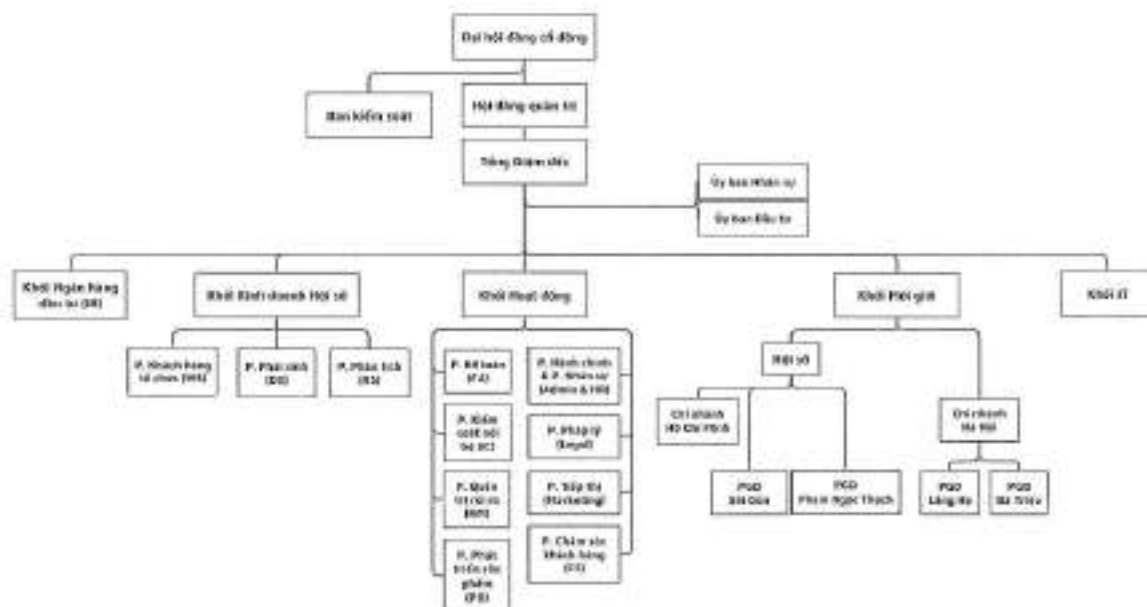 Đại hội đồng cổ đông
Ban kiểm soát
Hội đồng quản trị
Tổng Giám đốc
Ủy ban Nhân sự
Ủy ban Đầu tư
Khối Ngân hàng
đầu tư (IB)
Khối Kinh doanh Hội sở
Khối Hoạt động
Khối Môi giới
Khối IT
P. Khách hàng
tổ chức
P. Phái sinh
P. Phân tích
P. Kế toán
P. Hành chính
& P. Nhân sự
(Admin & HR)
Hội sở
P. Kiểm
soát nội
bộ (IC)
P. Pháp lý
(Legal)
Chi nhánh
Hồ Chí Minh
Chi nhánh
Hà Nội
P. Quản
trị rủi ro
(RM)
P. Tiếp thị
(Marketing)
PGD
Sài Gòn
PGD
Phạm Ngọc Thạch
PGD
Láng Hạ
PGD
Bà Triệu
P. Phát
triển sản
phẩm
(PD)
P. Chăm sóc
khách hàng
(CS)